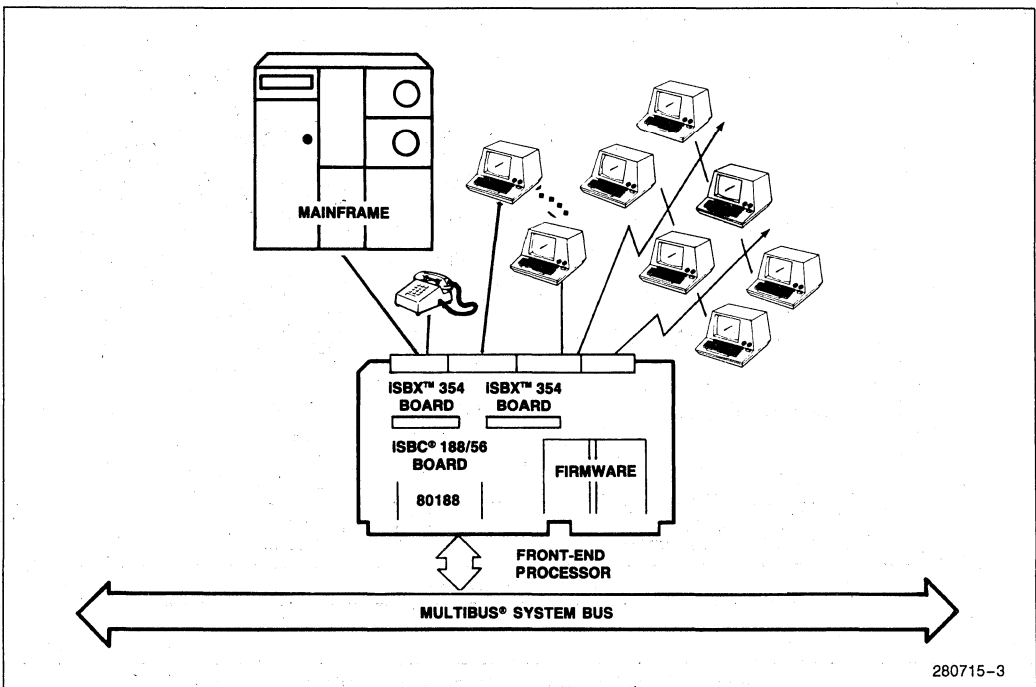 MAINFRAME
iSBX™ 354
BOARD
iSBX™ 354
BOARD
iSBC® 188/56
BOARD
80188
FIRMWARE
FRONT-END
PROCESSOR
MULTIBUS® SYSTEM BUS
280715-3